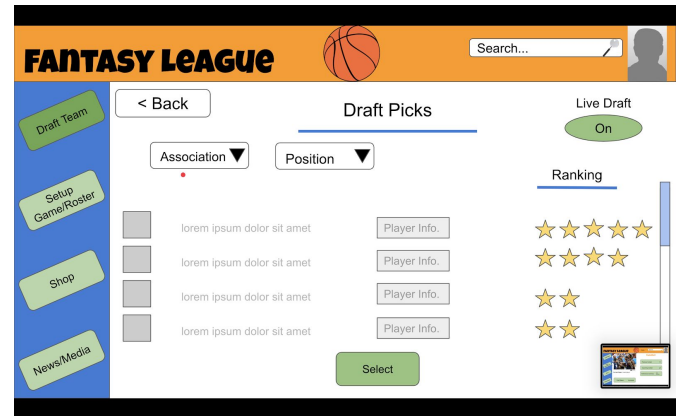 FANTASY LEAGUE
Search...
Draft Team
Setup
Game/Roster
Shop
News/Media
< Back
Draft Picks
Live Draft
On
Association
Position
Ranking
lorem ipsum dolor sit amet
Player Info.
lorem ipsum dolor sit amet
Player Info.
lorem ipsum dolor sit amet
Player Info.
lorem ipsum dolor sit amet
Player Info.
Select